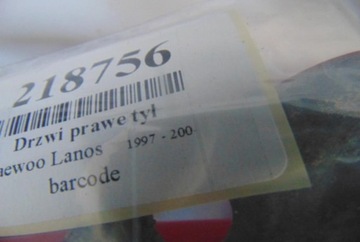 218756
Drzwi prawe tył
aewoo Lanos 1997 - 200
barcode